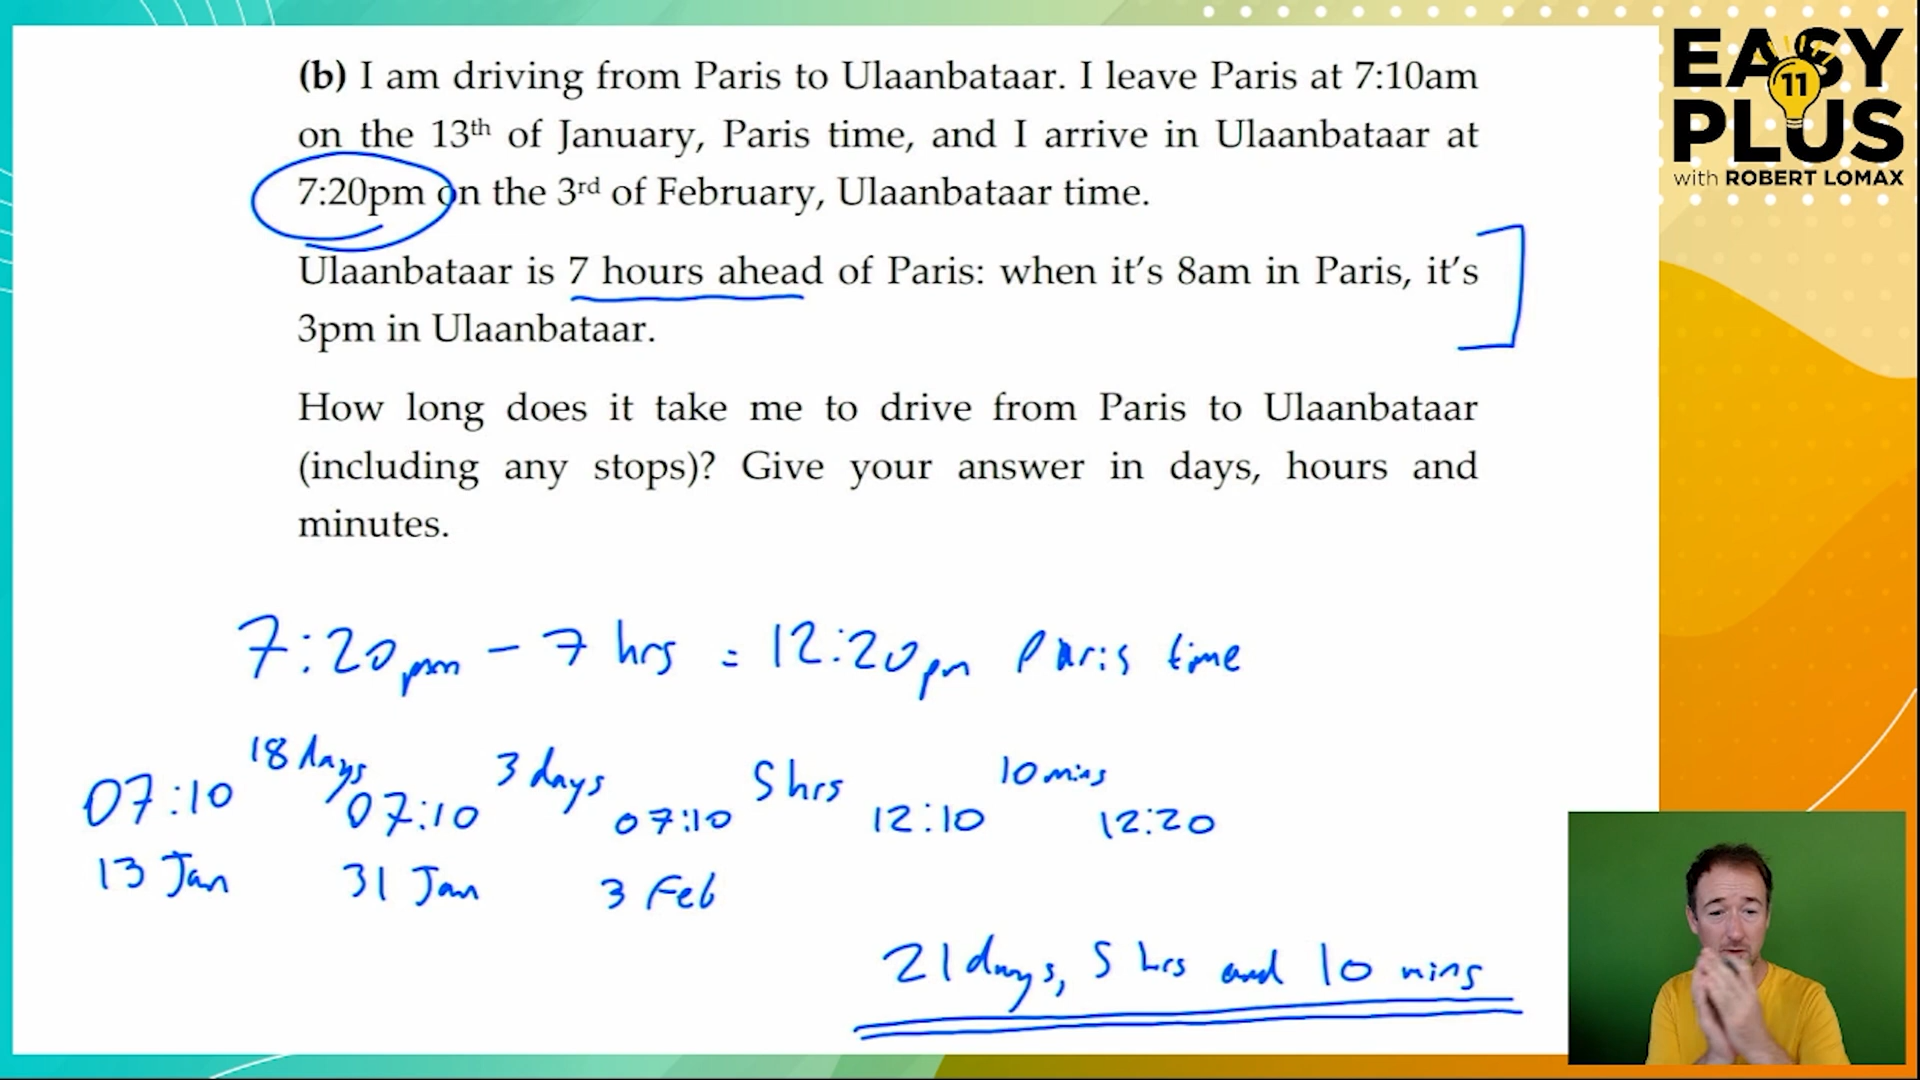 (b) I am driving from Paris to Ulaanbataar. I leave Paris at 7:10am
on the 13th of January, Paris time, and I arrive in Ulaanbataar at
7:20pm on the 3rd of February, Ulaanbataar time.
Ulaanbataar is 7 hours ahead of Paris: when it's 8am in Paris, it's
3pm in Ulaanbataar.
How long does it take me to drive from Paris to Ulaanbataar
(including any stops)? Give your answer in days, hours and
minutes.
7:20pm - 7 hrs = 12:20pm Paris time
18 days 3 days 5 hrs 10 mins
07:10 07:10 07:10 12:10 12:20
13 Jan 31 Jan 3 Feb
21 days, 5 hrs and 10 mins
EASY
11
PLUS
with ROBERT LOMAX